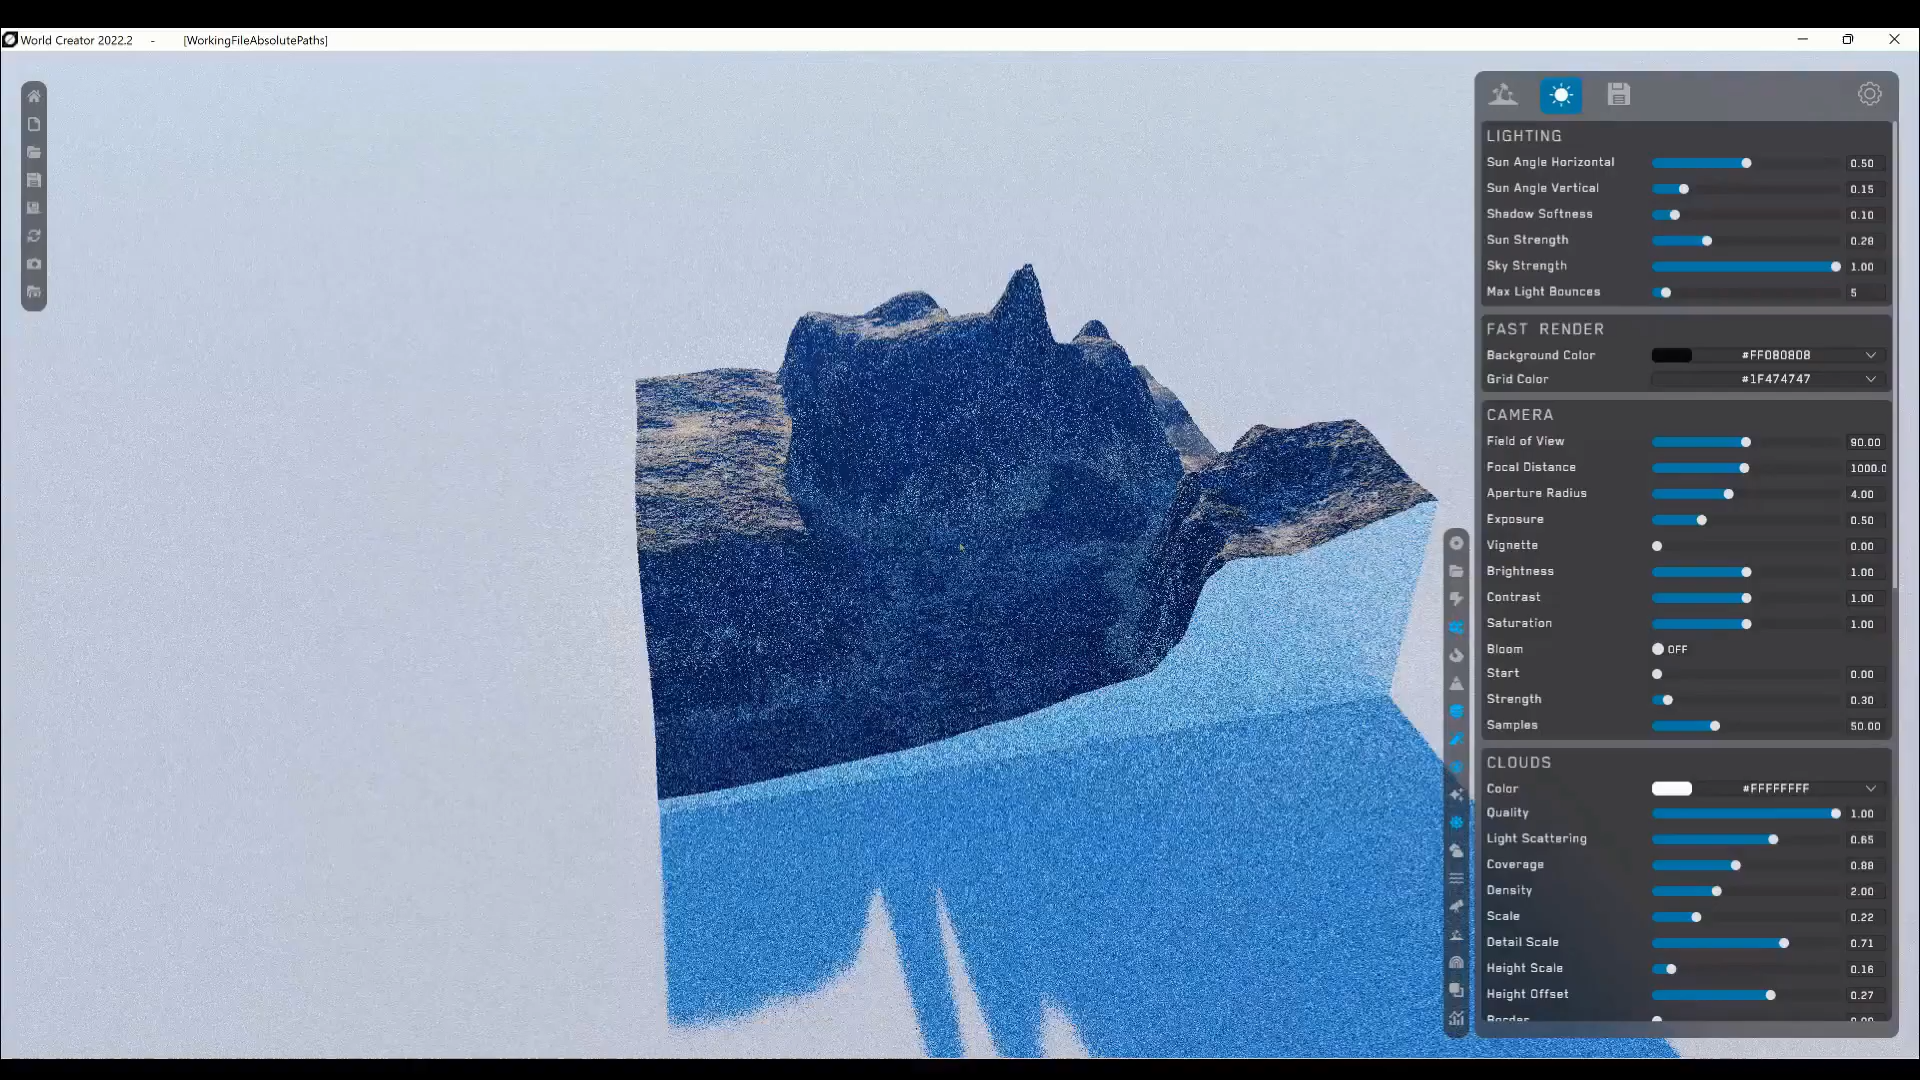 World Creator 2022.2 - [WorkingFileAbsolutePaths]
LIGHTING
Sun Angle Horizontal 0.50
Sun Angle Vertical 0.15
Shadow Softness 0.10
Sun Strength 0.28
Sky Strength 1.00
Max Light Bounces 5
FAST RENDER
Background Color #FF080808
Grid Color #1F474747
CAMERA
Field of View 90.00
Focal Distance 1000.0
Aperture Radius 4.00
Exposure 0.50
Vignette 0.00
Brightness 1.00
Contrast 1.00
Saturation 1.00
Bloom OFF
Start 0.00
Strength 0.30
Samples 50.00
CLOUDS
Color #FFFFFFFF
Quality 1.00
Light Scattering 0.65
Coverage 0.88
Density 2.00
Scale 0.22
Detail Scale 0.71
Height Scale 0.16
Height Offset 0.27